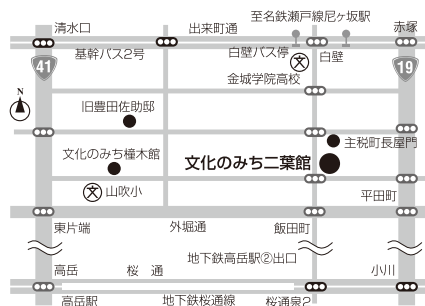 至名鉄瀬戸線尼ヶ坂駅
清水口
出来町通
赤塚
基幹バス2号
白壁バス停
白壁
41
文
19
金城学院高校
N
旧豊田佐助邸
主税町長屋門
文化のみち橦木館
文化のみち二葉館
文
山吹小
平田町
東片端
外堀通
飯田町
地下鉄高岳駅②出口
高岳
桜通
小川
高岳駅
地下鉄桜通線
桜通泉2